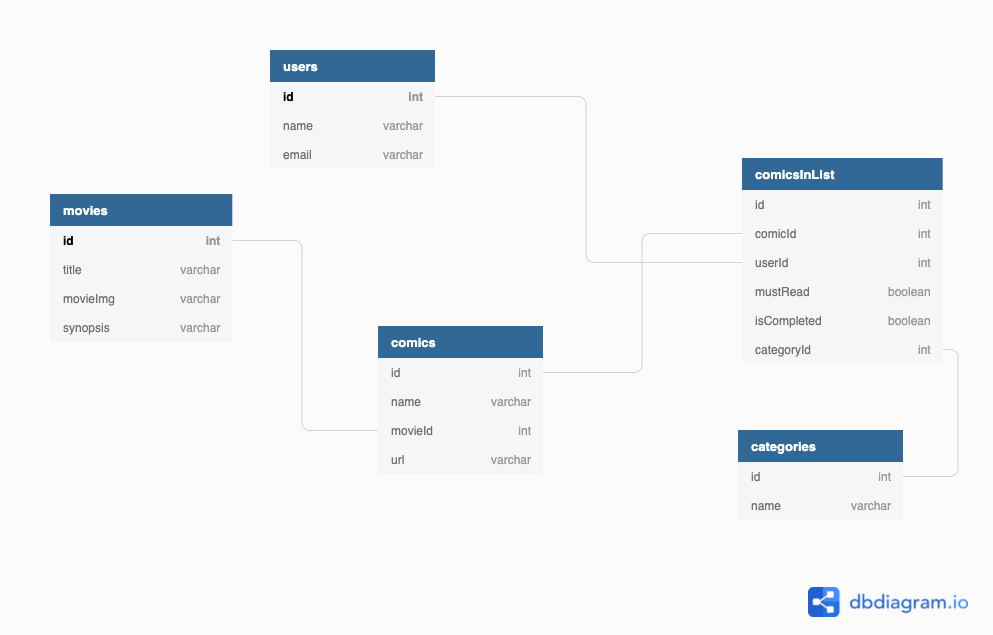 users
id int
name varchar
email varchar
movies
id int
title varchar
movieImg varchar
synopsis varchar
comics
id int
name varchar
movieId int
url varchar
comicsInList
id int
comicId int
userId int
mustRead boolean
isCompleted boolean
categoryId int
categories
id int
name varchar
dbdiagram.io